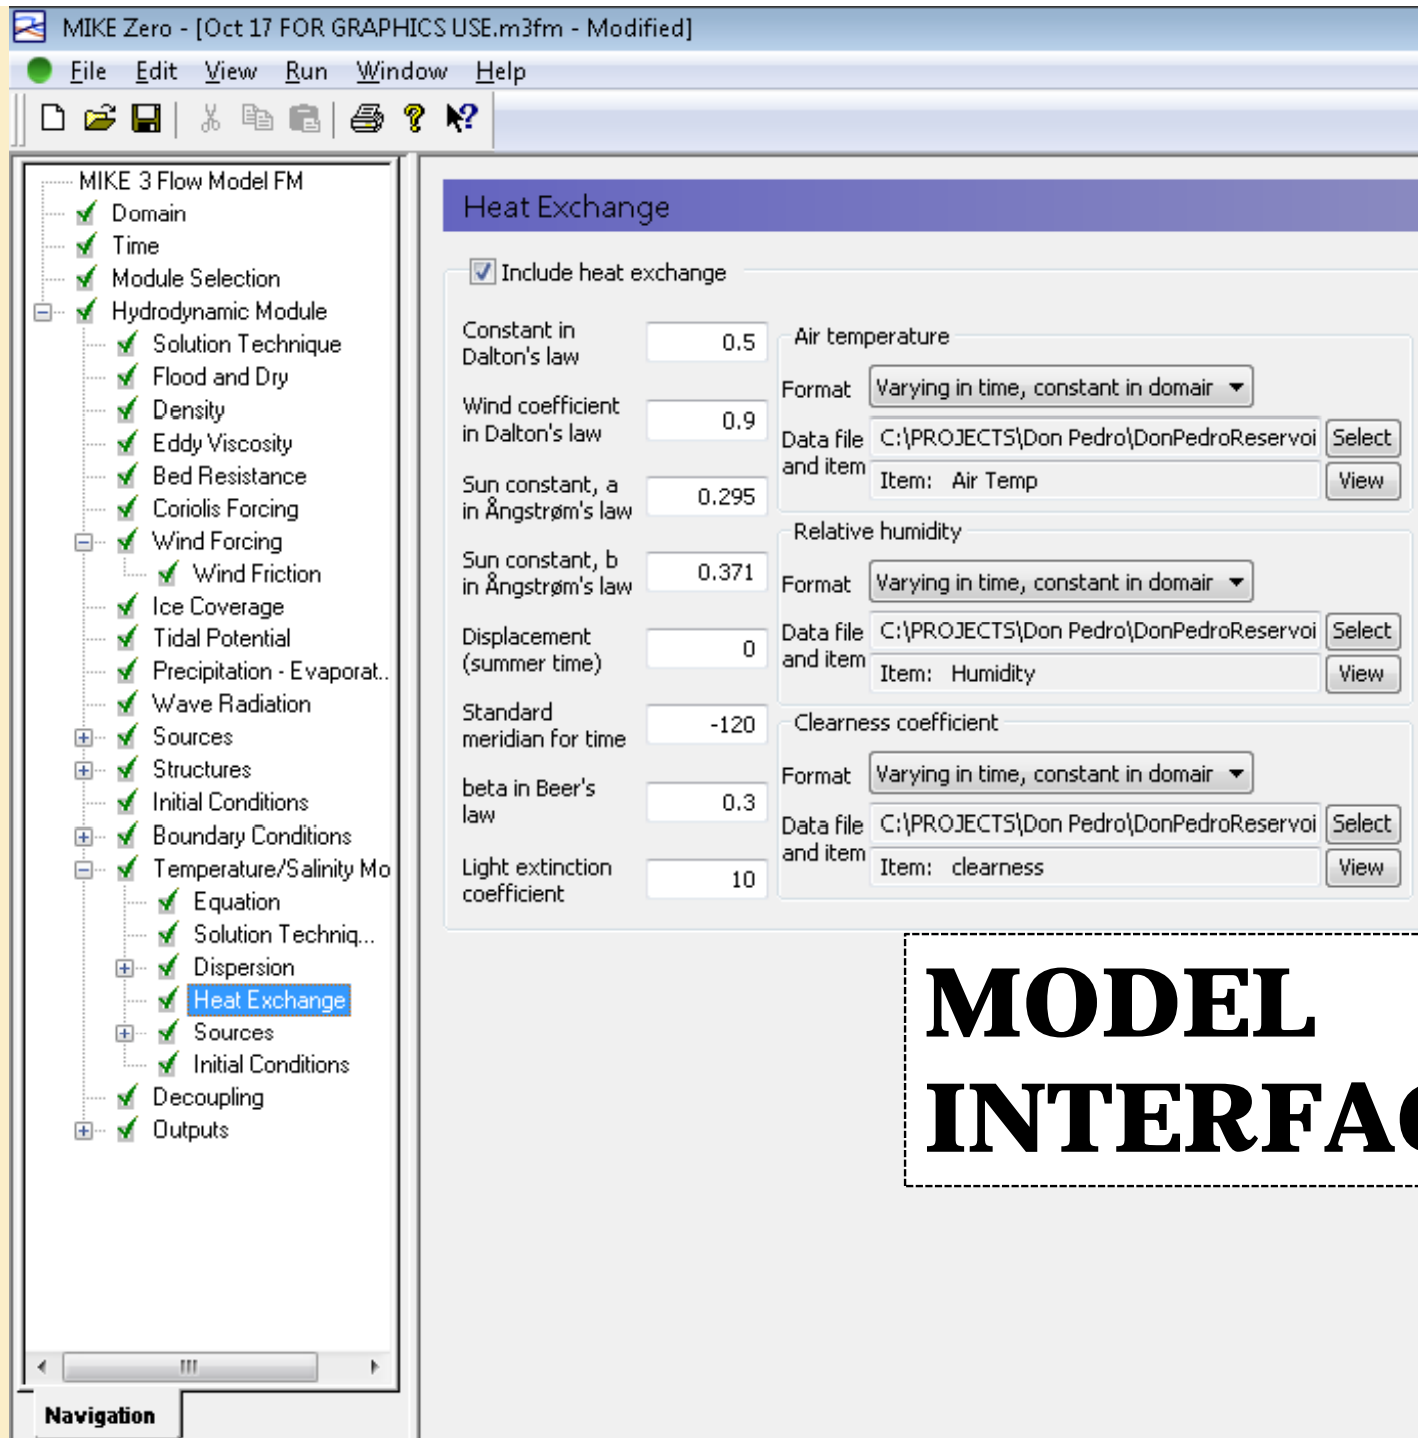 MIKE Zero - [Oct 17 FOR GRAPHICS USE.m3fm - Modified]
File Edit View Run Window Help
MIKE 3 Flow Model FM
Domain
Time
Module Selection
Hydrodynamic Module
Solution Technique
Flood and Dry
Density
Eddy Viscosity
Bed Resistance
Coriolis Forcing
Wind Forcing
Wind Friction
Ice Coverage
Tidal Potential
Precipitation - Evaporat..
Wave Radiation
Sources
Structures
Initial Conditions
Boundary Conditions
Temperature/Salinity Mo
Equation
Solution Techniq...
Dispersion
Heat Exchange
Sources
Initial Conditions
Decoupling
Outputs
Navigation
Heat Exchange
Include heat exchange
Constant in
Dalton's law
0.5
Wind coefficient
in Dalton's law
0.9
Sun constant, a
in Ångstrøm's law
0.295
Sun constant, b
in Ångstrøm's law
0.371
Displacement
(summer time)
0
Standard
meridian for time
-120
beta in Beer's
law
0.3
Light extinction
coefficient
10
Air temperature
Format Varying in time, constant in domair
Data file
and item
C:\PROJECTS\Don Pedro\DonPedroReservoi Select
Item: Air Temp View
Relative humidity
Format Varying in time, constant in domair
Data file
and item
C:\PROJECTS\Don Pedro\DonPedroReservoi Select
Item: Humidity View
Clearness coefficient
Format Varying in time, constant in domair
Data file
and item
C:\PROJECTS\Don Pedro\DonPedroReservoi Select
Item: clearness View
MODEL
INTERFAC